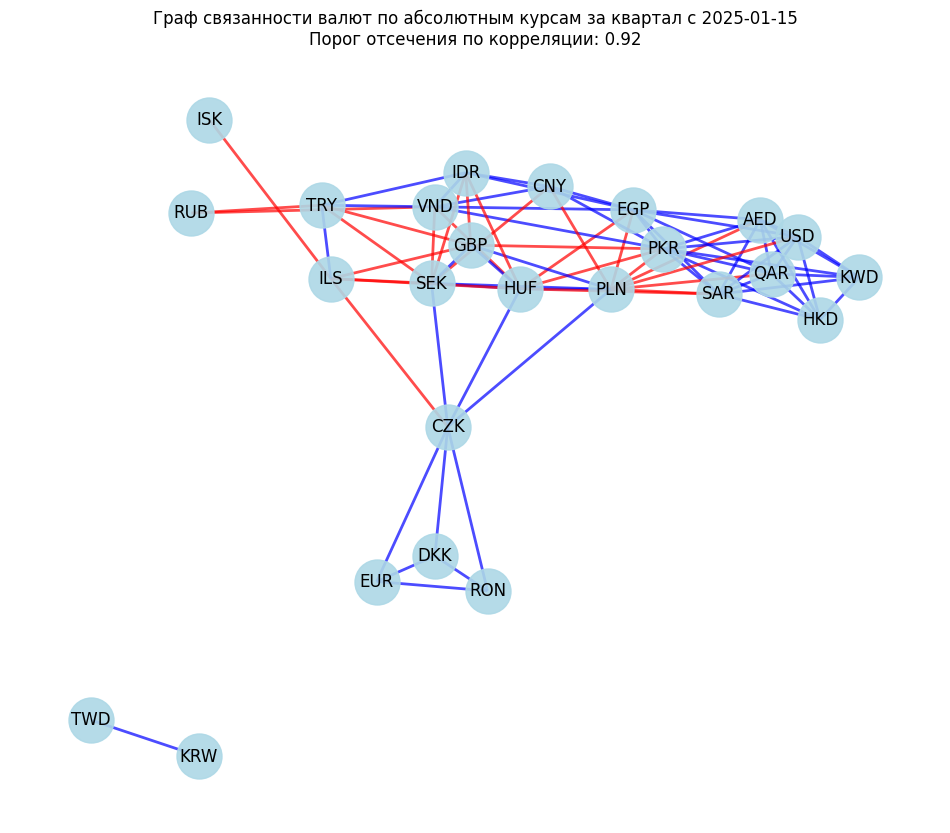 Граф связанности валют по абсолютным курсам за квартал с 2025-01-15
Порог отсечения по корреляции: 0.92
ISK
IDR
CNY
RUB
TRY
VND
EGP
AED
USD
GBP
PKR
QAR
KWD
ILS
SEK
HUF
PLN
SAR
HKD
CZK
DKK
EUR
RON
TWD
KRW